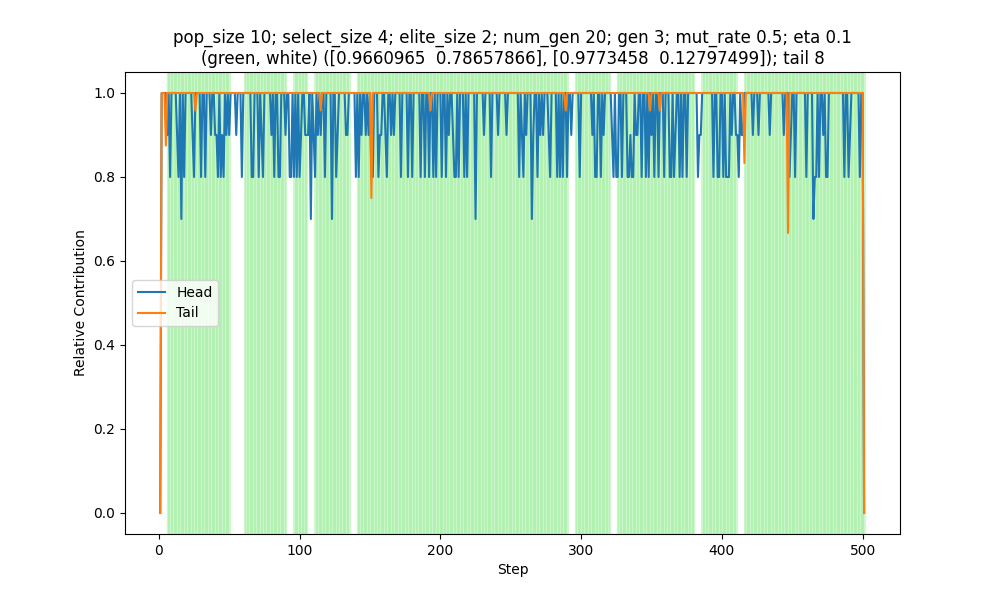 pop_size 10; select_size 4; elite_size 2; num_gen 20; gen 3; mut_rate 0.5; eta 0.1
(green, white) ([0.9660965  0.78657866], [0.9773458  0.12797499]); tail 8
1.0
0.8
0.6
0.4
0.2
0.0
Relative Contribution
Head
Tail
0 100 200 300 400 500
Step